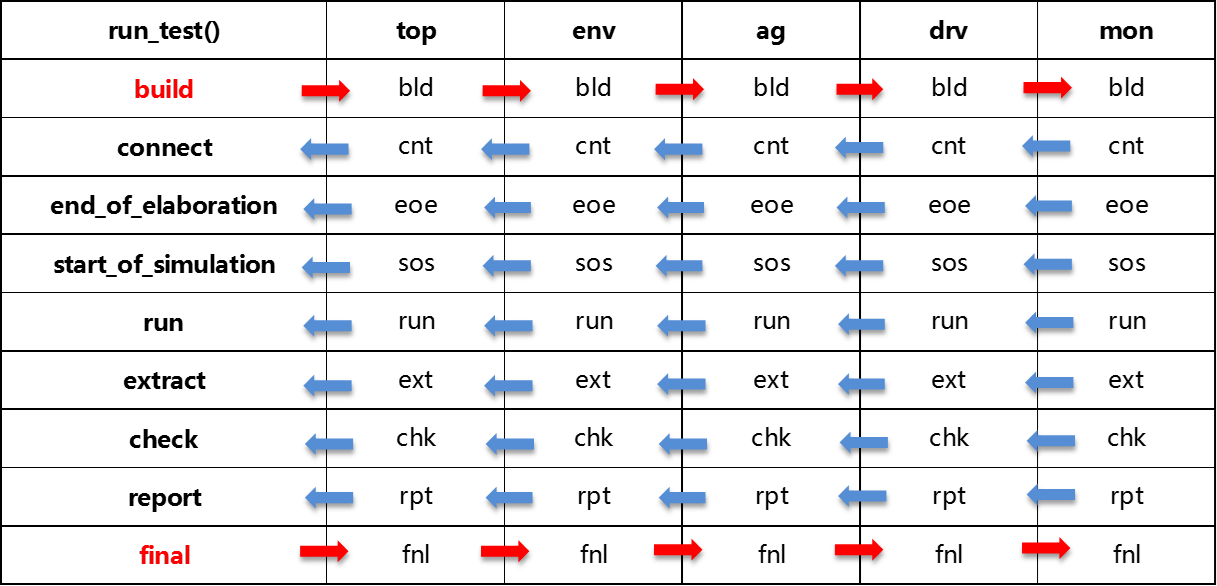 run_test() top env ag drv mon
build bld bld bld bld bld
connect cnt cnt cnt cnt cnt
end_of_elaboration eoe eoe eoe eoe eoe
start_of_simulation sos sos sos sos sos
run run run run run run
extract ext ext ext ext ext
check chk chk chk chk chk
report rpt rpt rpt rpt rpt
final fnl fnl fnl fnl fnl